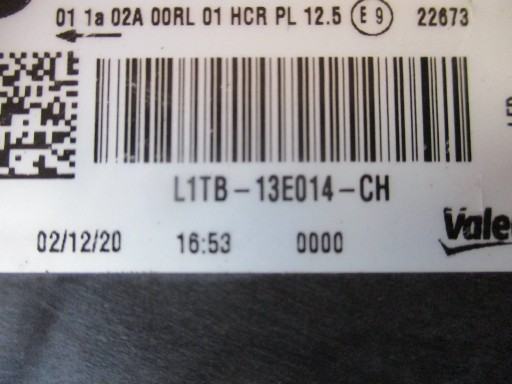 01 1a 02A 00RL 01 HCR PL 12.5 E 9 22673
L1TB-13E014-CH
02/12/20 16:53 0000